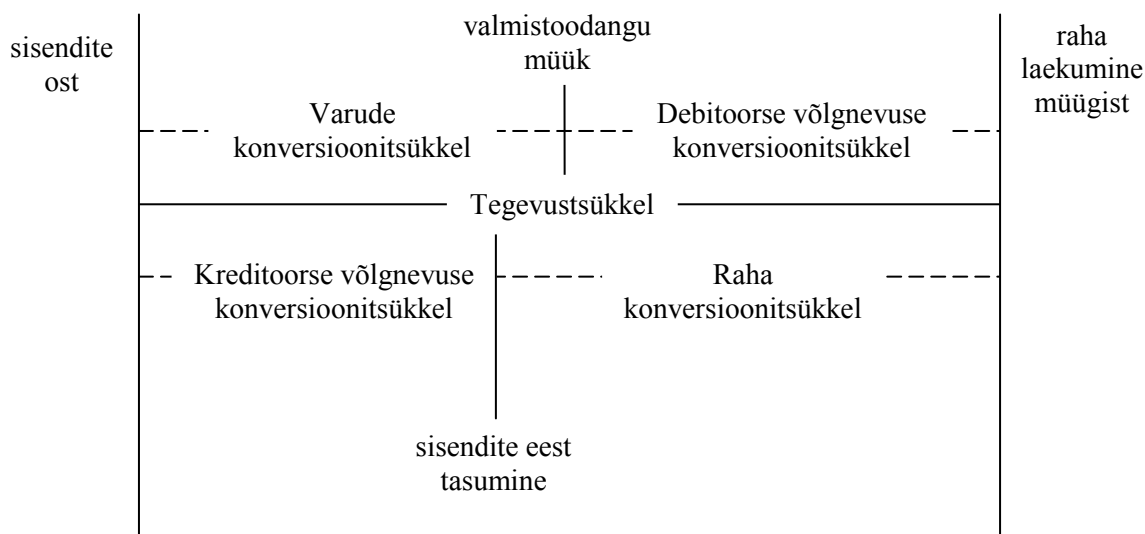 sisendite
ost
valmistoodangu
müük
raha
laekumine
müügist
Varude
konversioonitsükkel
Debitoorse võlgnevuse
konversioonitsükkel
Tegevustsükkel
Kreditoorse võlgnevuse
konversioonitsükkel
Raha
konversioonitsükkel
sisendite eest
tasumine